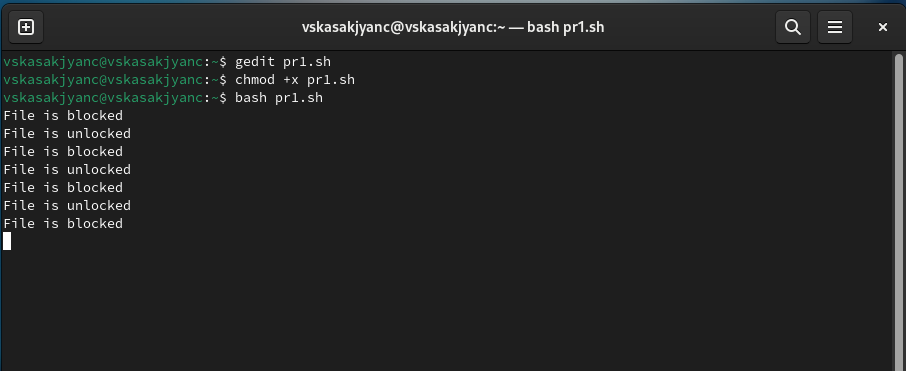 vskasakjyanc@vskasakjyanc:~ — bash pr1.sh
vskasakjyanc@vskasakjyanc:~$ gedit pr1.sh
vskasakjyanc@vskasakjyanc:~$ chmod +x pr1.sh
vskasakjyanc@vskasakjyanc:~$ bash pr1.sh
File is blocked
File is unlocked
File is blocked
File is unlocked
File is blocked
File is unlocked
File is blocked